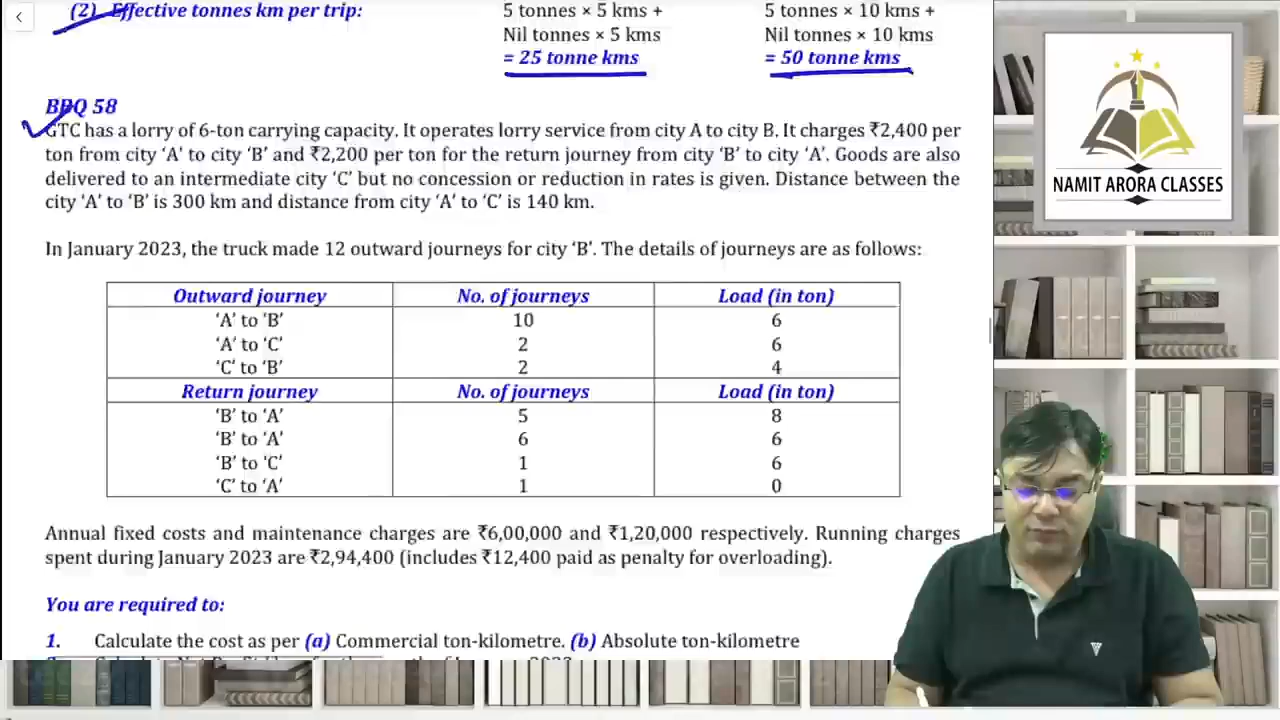 (2) Effective tonnes km per trip:
5 tonnes × 5 kms +
Nil tonnes × 5 kms
= 25 tonne kms
5 tonnes × 10 kms +
Nil tonnes × 10 kms
= 50 tonne kms
BBQ 58
GTC has a lorry of 6-ton carrying capacity. It operates lorry service from city A to city B. It charges ₹2,400 per
ton from city ‘A’ to city ‘B’ and ₹2,200 per ton for the return journey from city ‘B’ to city ‘A’. Goods are also
delivered to an intermediate city ‘C’ but no concession or reduction in rates is given. Distance between the
city ‘A’ to ‘B’ is 300 km and distance from city ‘A’ to ‘C’ is 140 km.
In January 2023, the truck made 12 outward journeys for city ‘B’. The details of journeys are as follows:
Outward journey No. of journeys Load (in ton)
‘A’ to ‘B’ 10 6
‘A’ to ‘C’ 2 6
‘C’ to ‘B’ 2 4
Return journey No. of journeys Load (in ton)
‘B’ to ‘A’ 5 8
‘B’ to ‘A’ 6 6
‘B’ to ‘C’ 1 6
‘C’ to ‘A’ 1 0
Annual fixed costs and maintenance charges are ₹6,00,000 and ₹1,20,000 respectively. Running charges
spent during January 2023 are ₹2,94,400 (includes ₹12,400 paid as penalty for overloading).
You are required to:
1. Calculate the cost as per (a) Commercial ton-kilometre. (b) Absolute ton-kilometre
NAMIT ARORA CLASSES